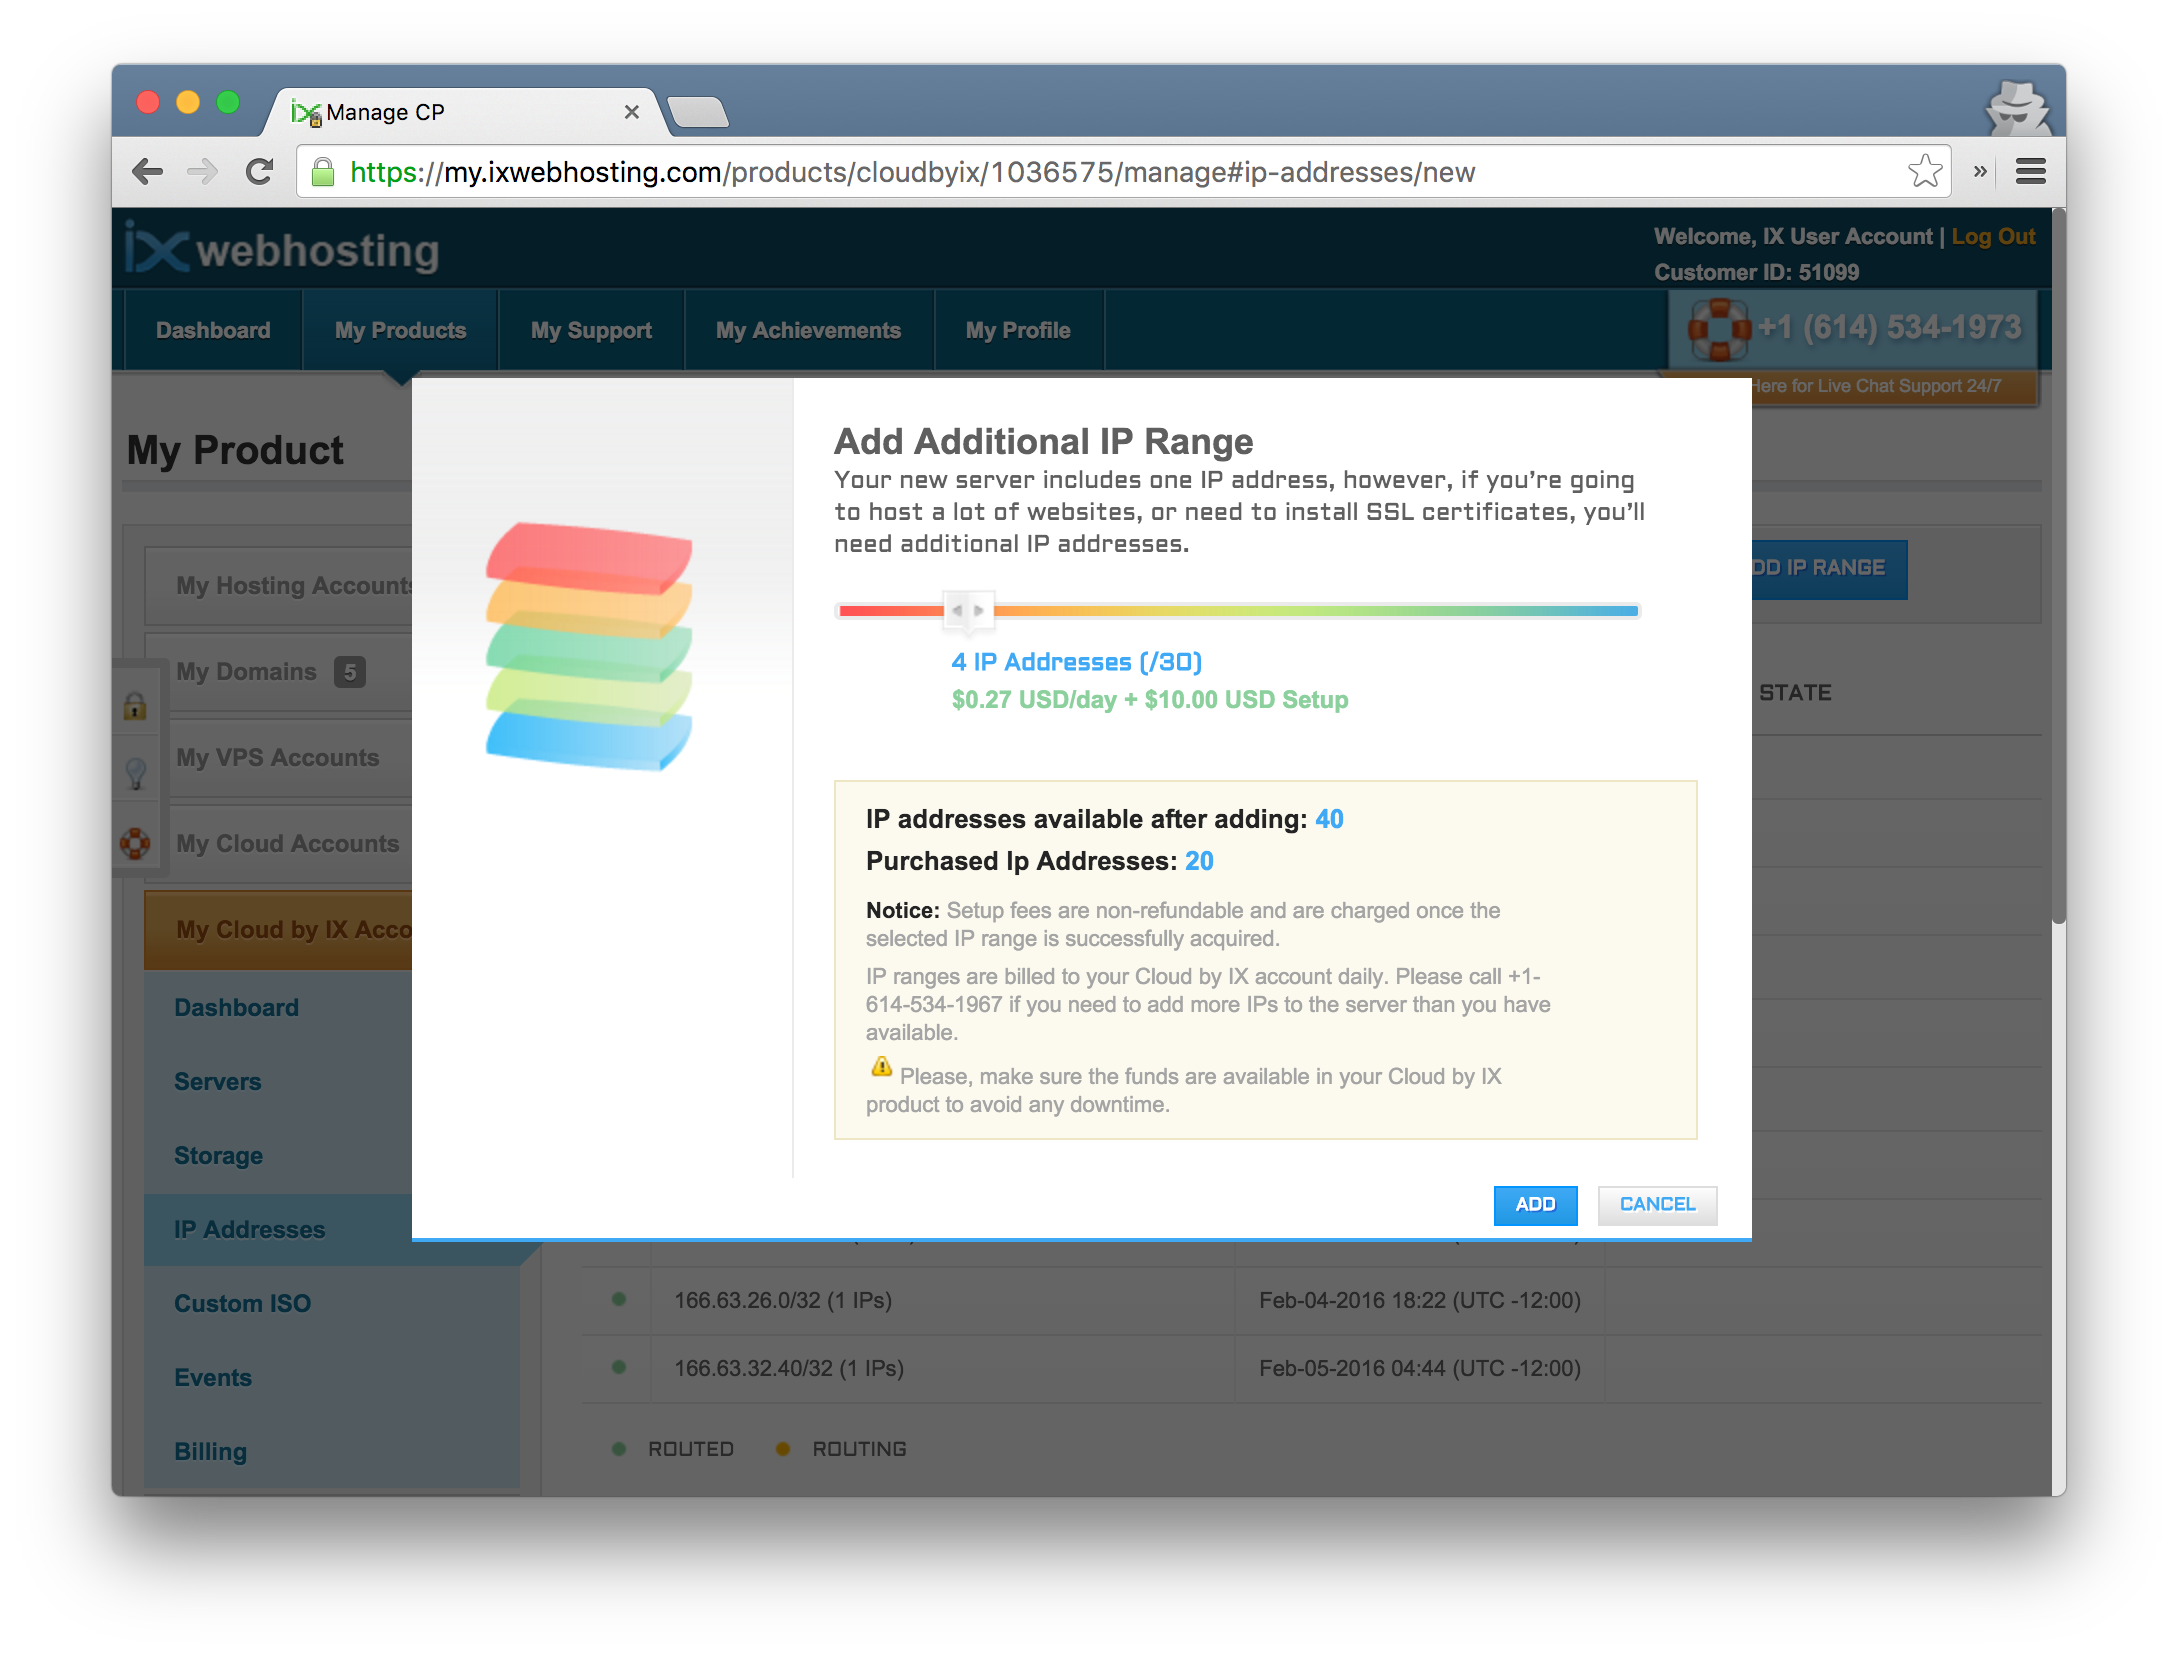 Manage CP
https://my.ixwebhosting.com/products/cloudbyix/1036575/manage#ip-addresses/new
ix webhosting
Welcome, IX User Account | Log Out
Customer ID: 51099
Dashboard
My Products
My Support
My Achievements
My Profile
+1 (614) 534-1973
Here for Live Chat Support 24/7
My Product
My Hosting Accounts
My Domains 5
My VPS Accounts
My Cloud Accounts
My Cloud by IX Acco
Dashboard
Servers
Storage
IP Addresses
Custom ISO
Events
Billing
Add Additional IP Range
Your new server includes one IP address, however, if you're going
to host a lot of websites, or need to install SSL certificates, you'll
need additional IP addresses.
4 IP Addresses (/30)
$0.27 USD/day + $10.00 USD Setup
IP addresses available after adding: 40
Purchased Ip Addresses: 20
Notice: Setup fees are non-refundable and are charged once the
selected IP range is successfully acquired.
IP ranges are billed to your Cloud by IX account daily. Please call +1-
614-534-1967 if you need to add more IPs to the server than you have
available.
Please, make sure the funds are available in your Cloud by IX
product to avoid any downtime.
ADD
CANCEL
DD IP RANGE
STATE
166.63.26.0/32 (1 IPs)
Feb-04-2016 18:22 (UTC -12:00)
166.63.32.40/32 (1 IPs)
Feb-05-2016 04:44 (UTC -12:00)
ROUTED
ROUTING